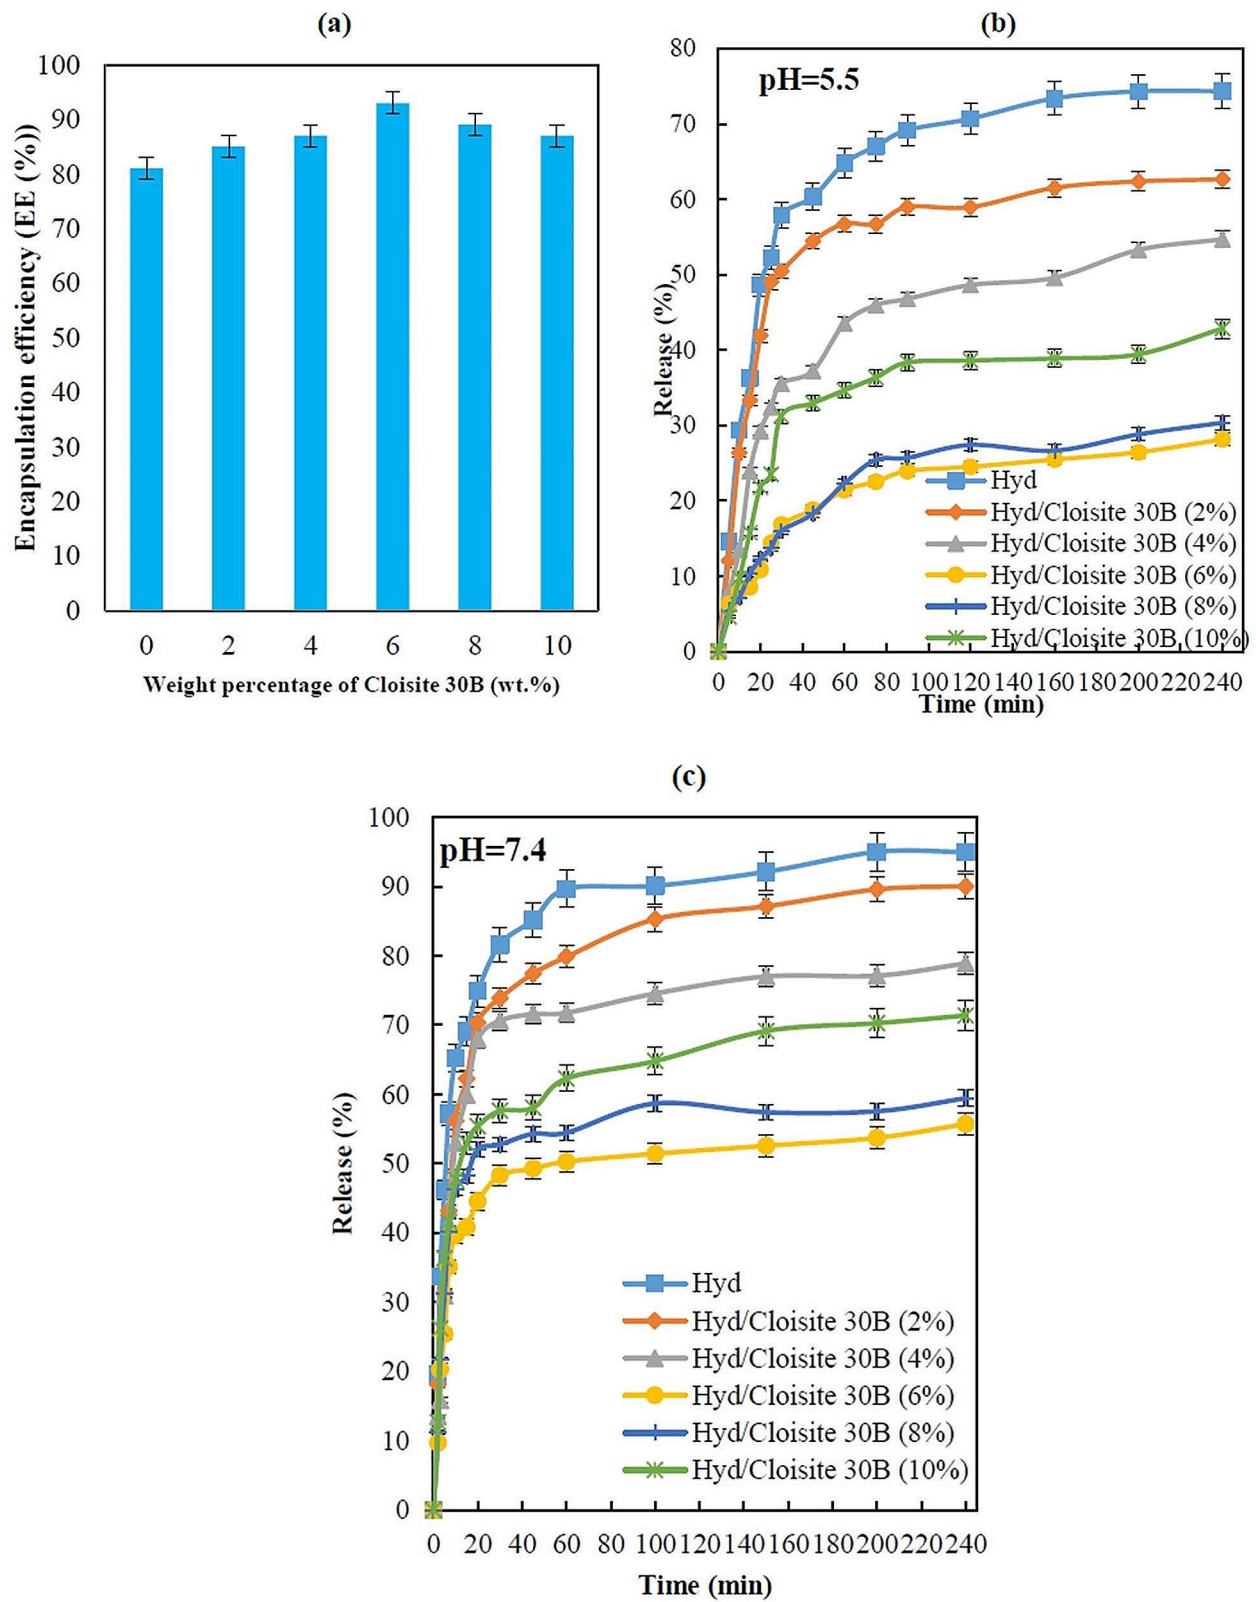 (a)
Encapsulation efficiency (EE (%))
100
90
80
70
60
50
40
30
20
10
0
0 2 4 6 8 10
Weight percentage of Cloisite 30B (wt.%)
(b)
pH=5.5
Release (%)
80
70
60
50
40
30
20
10
0
Hyd
Hyd/Cloisite 30B (2%)
Hyd/Cloisite 30B (4%)
Hyd/Cloisite 30B (6%)
Hyd/Cloisite 30B (8%)
Hyd/Cloisite 30B (10%)
0 20 40 60 80 100 120 140 160 180 200 220 240
Time (min)
(c)
pH=7.4
Release (%)
100
90
80
70
60
50
40
30
20
10
0
Hyd
Hyd/Cloisite 30B (2%)
Hyd/Cloisite 30B (4%)
Hyd/Cloisite 30B (6%)
Hyd/Cloisite 30B (8%)
Hyd/Cloisite 30B (10%)
0 20 40 60 80 100 120 140 160 180 200 220 240
Time (min)